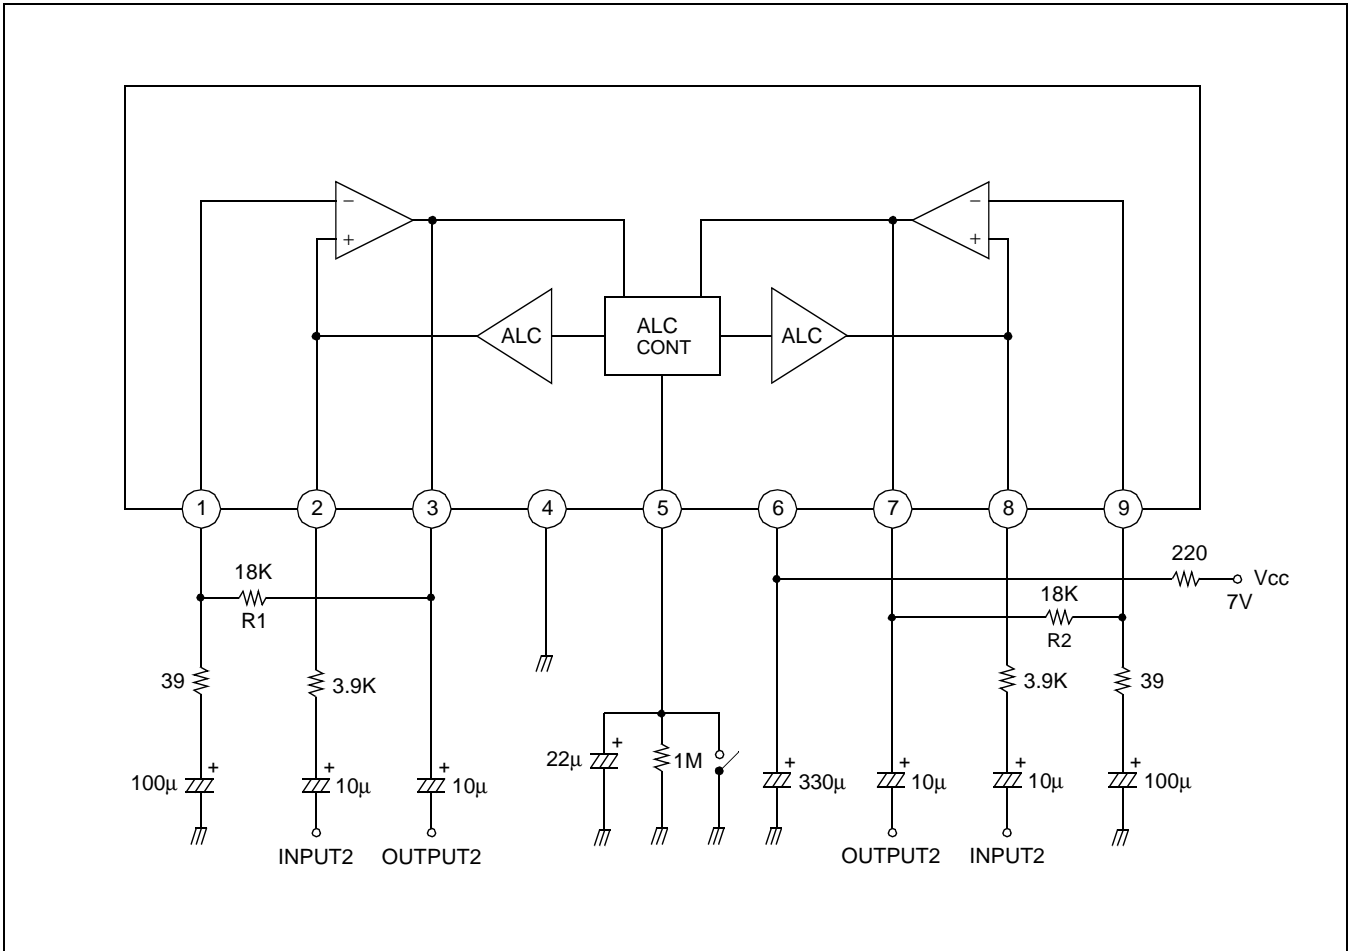 −
−
+
+
ALC
ALC
CONT
ALC
1
2
3
4
5
6
7
8
9
220
Vcc
7V
18K
R1
18K
R2
39
3.9K
3.9K
39
+
22μ
1M
+
100μ
+
10μ
+
10μ
+
330μ
+
10μ
+
10μ
+
100μ
INPUT2
OUTPUT2
OUTPUT2
INPUT2